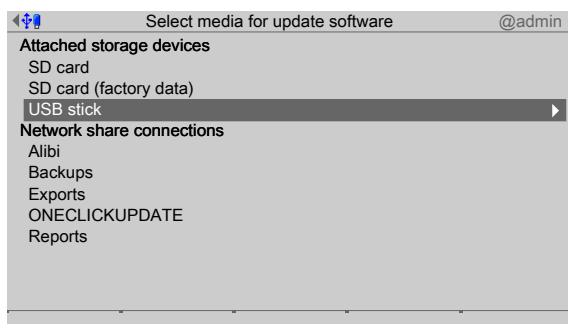 Select media for update software @admin
Attached storage devices
SD card
SD card (factory data)
USB stick
Network share connections
Alibi
Backups
Exports
ONECLICKUPDATE
Reports